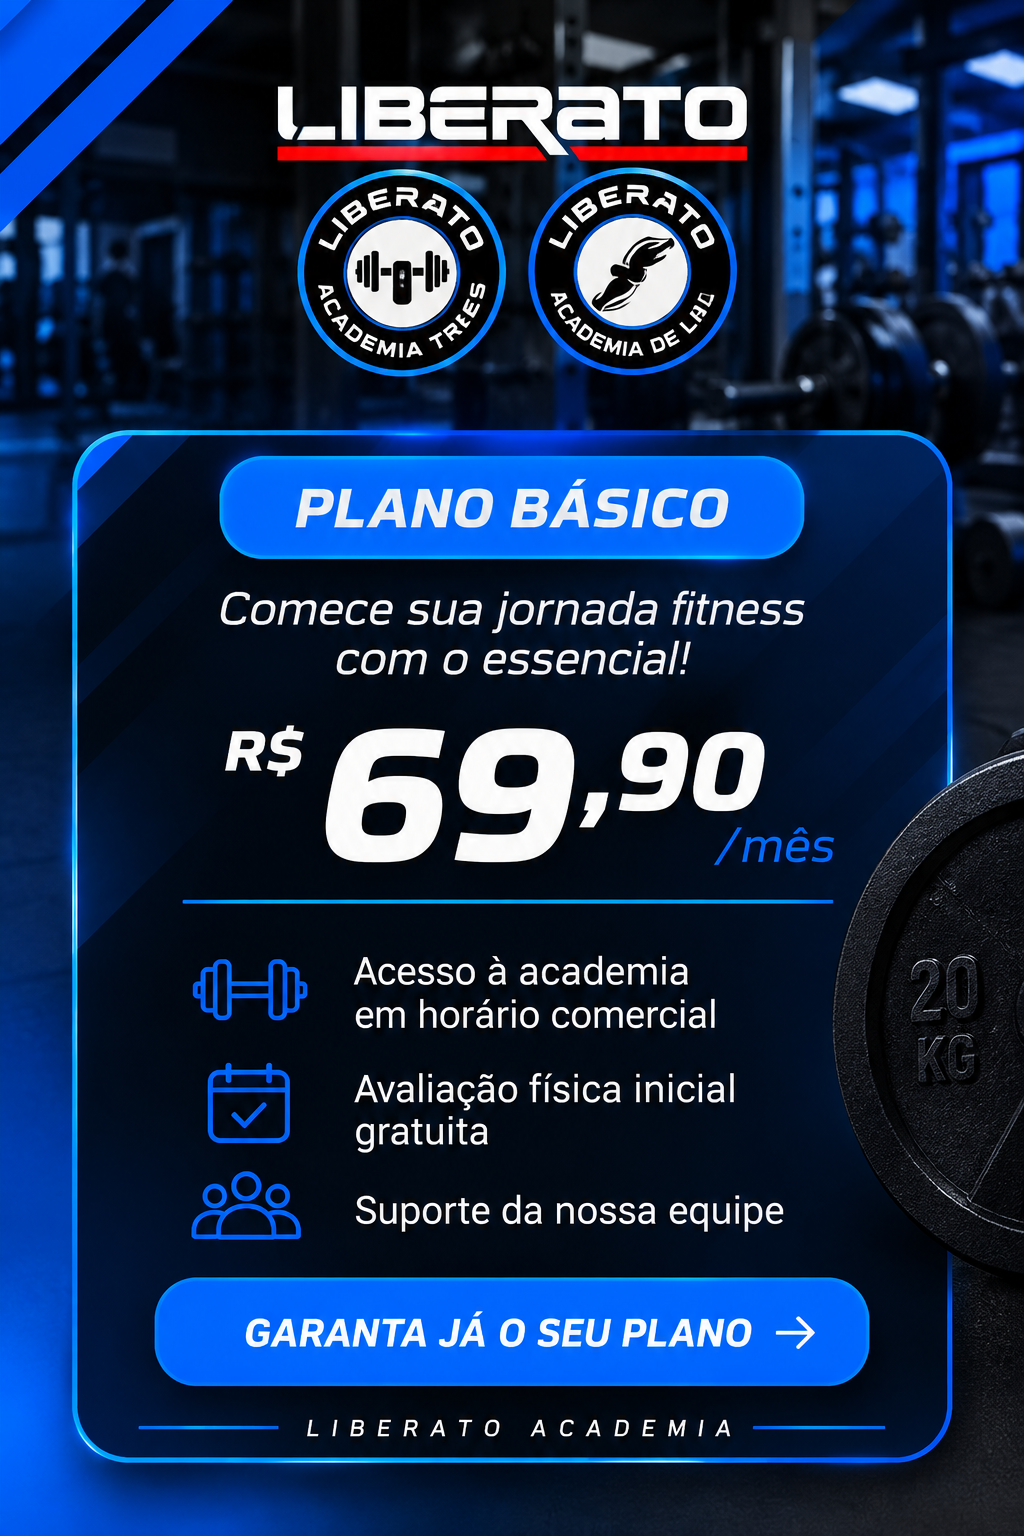 LIBERATO
LIBERATO
ACADEMIA
LIBERATO
ACADEMIA DE
PLANO BÁSICO
Comece sua jornada fitness
com o essencial!
R$ 69,90
/mês
Acesso à academia
em horário comercial
Avaliação física inicial
gratuita
Suporte da nossa equipe
20
KG
GARANTA JÁ O SEU PLANO →
LIBERATO ACADEMIA